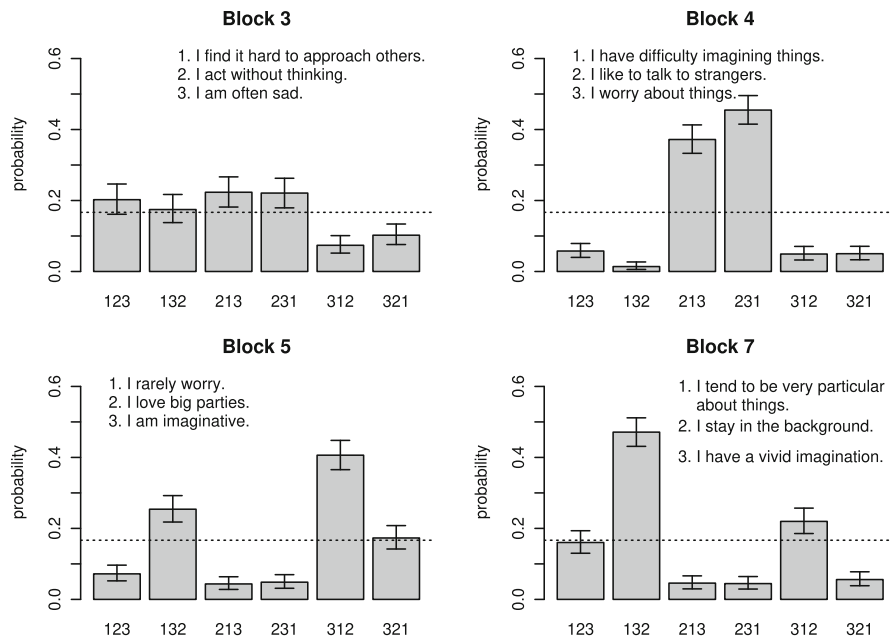 Block 3
1. I find it hard to approach others.
2. I act without thinking.
3. I am often sad.
probability
0.6
0.4
0.2
0.0
123 132 213 231 312 321
Block 4
1. I have difficulty imagining things.
2. I like to talk to strangers.
3. I worry about things.
probability
0.6
0.4
0.2
0.0
123 132 213 231 312 321
Block 5
1. I rarely worry.
2. I love big parties.
3. I am imaginative.
probability
0.6
0.4
0.2
0.0
123 132 213 231 312 321
Block 7
1. I tend to be very particular
about things.
2. I stay in the background.
3. I have a vivid imagination.
probability
0.6
0.4
0.2
0.0
123 132 213 231 312 321